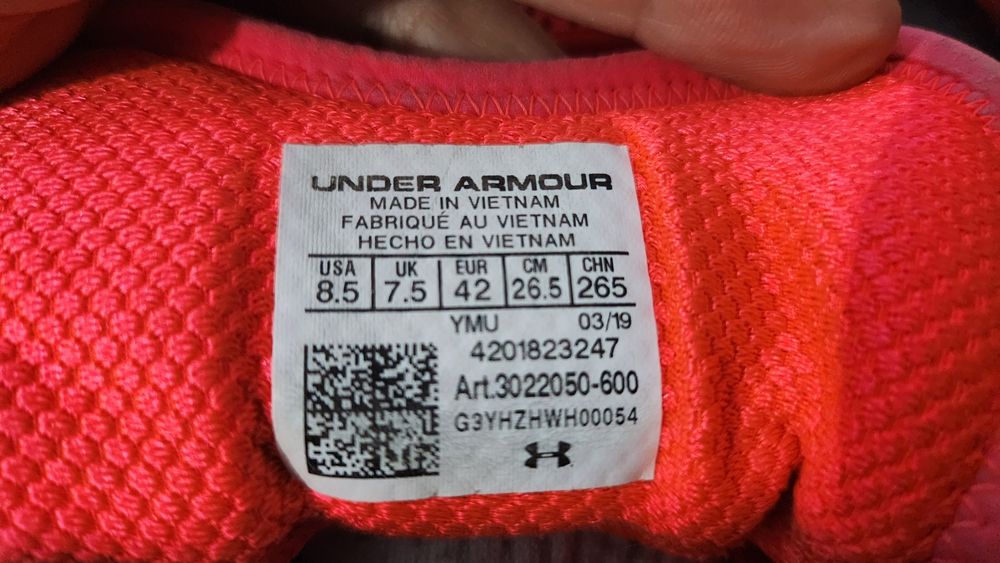 UNDER ARMOUR
MADE IN VIETNAM
FABRIQUÉ AU VIETNAM
HECHO EN VIETNAM
USA UK EUR CM CHN
8.5 7.5 42 26.5 265
YMU 03/19
4201823247
Art.3022050-600
G3YHZHWH00054